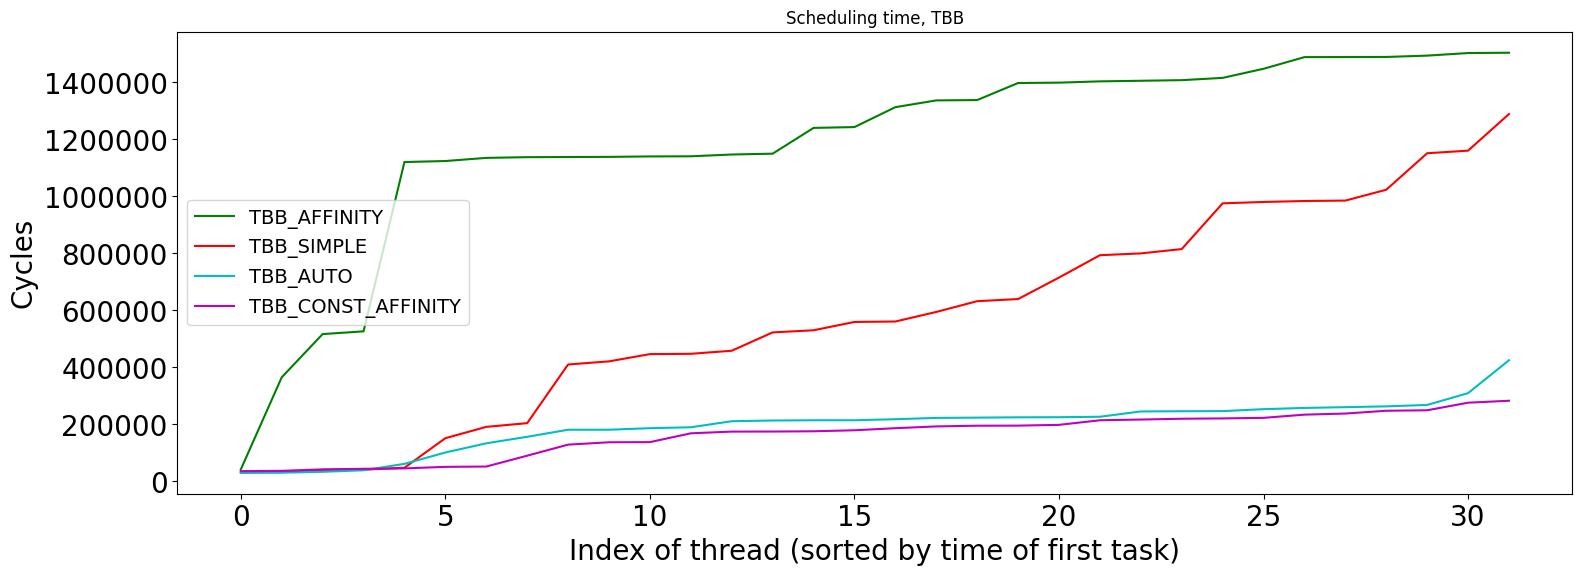 Scheduling time, TBB
Cycles
1400000
1200000
1000000
800000
600000
400000
200000
0
TBB_AFFINITY
TBB_SIMPLE
TBB_AUTO
TBB_CONST_AFFINITY
0 5 10 15 20 25 30
Index of thread (sorted by time of first task)